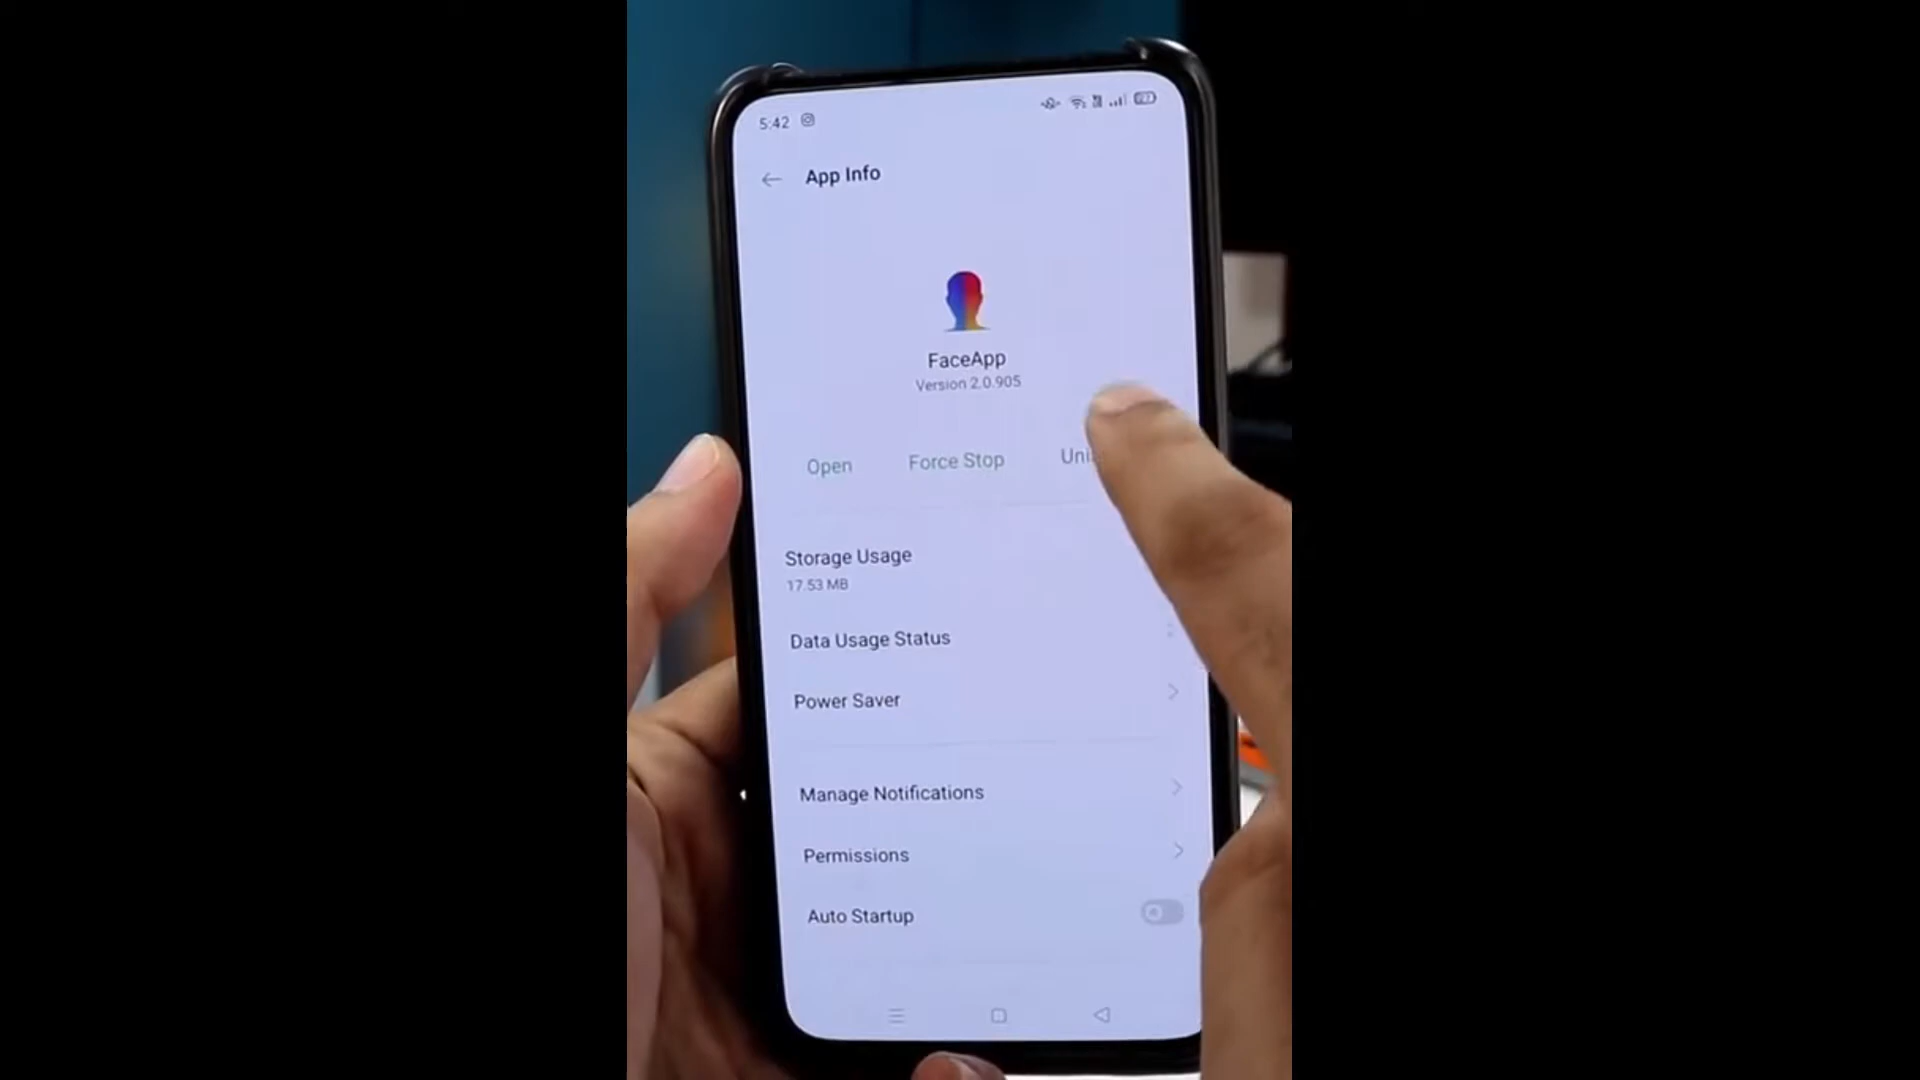 5:42
App Info
FaceApp
Version 2.0.905
Open Force Stop
Storage Usage
17.53 MB
Data Usage Status
Power Saver
Manage Notifications
Permissions
Auto Startup